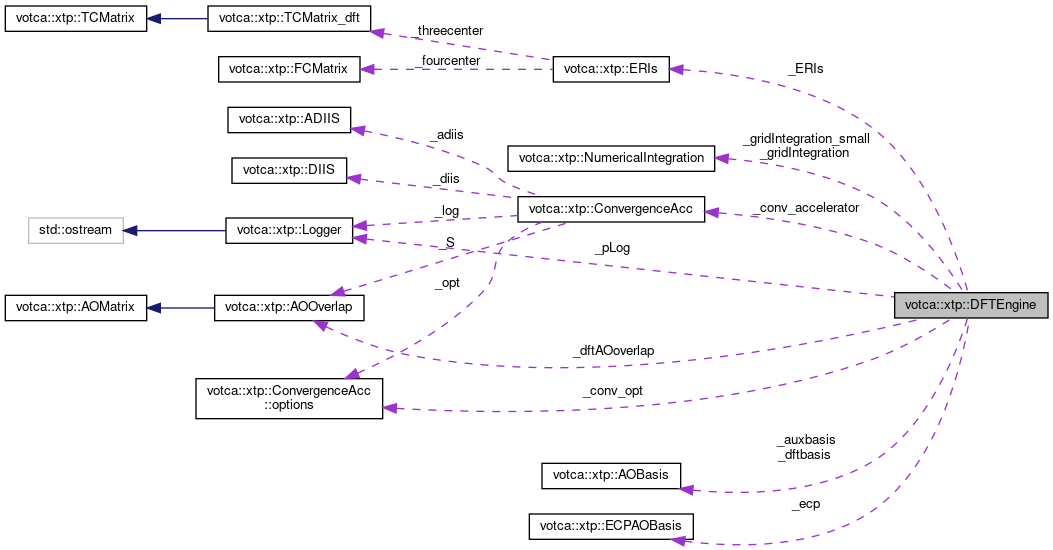 votca::xtp::TCMatrix
votca::xtp::TCMatrix_dft
_threecenter
_fourcenter
votca::xtp::FCMatrix
votca::xtp::ERIs
_ERIs
votca::xtp::ADIIS
_adiis
_gridIntegration_small
_gridIntegration
votca::xtp::NumericalIntegration
votca::xtp::DIIS
_diis
votca::xtp::ConvergenceAcc
_conv_accelerator
_log
std::ostream
votca::xtp::Logger
_S
_pLog
_opt
votca::xtp::AOMatrix
votca::xtp::AOOverlap
votca::xtp::DFTEngine
_dftAOoverlap
votca::xtp::ConvergenceAcc
::options
_conv_opt
_auxbasis
_dftbasis
votca::xtp::AOBasis
_ecp
votca::xtp::ECPAOBasis